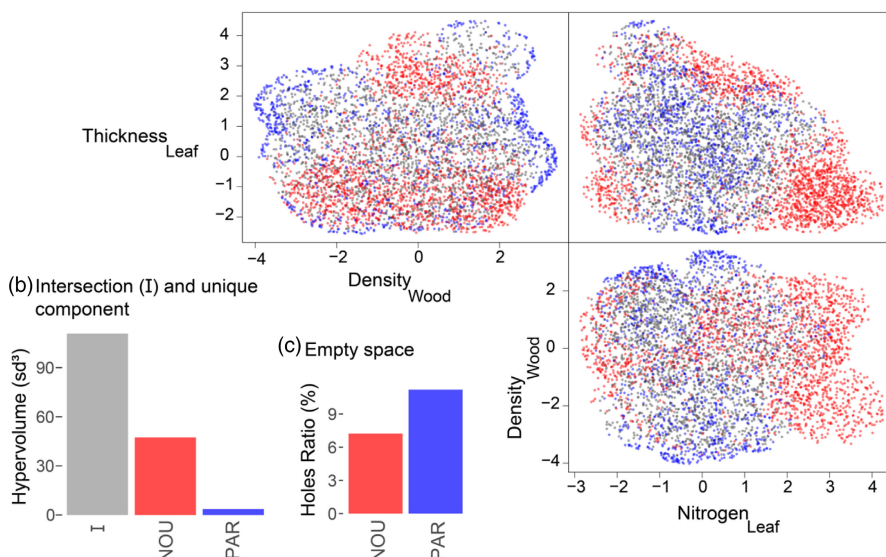 4
3
2
1
0
−1
−2
Thickness Leaf
−4
−2
0
2
Density Wood
(b) Intersection (I) and unique
component
Hypervolume (sd³)
90
60
30
0
I
NOU
PAR
(c) Empty space
Holes Ratio (%)
9
6
3
0
NOU
PAR
Density Wood
2
0
−2
−4
−3
−2
−1
0
1
2
3
4
Nitrogen Leaf